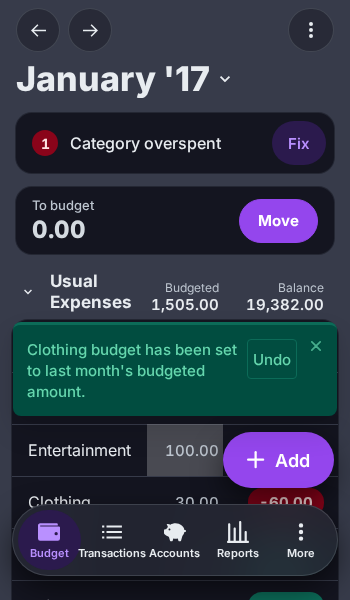 January '17
1 Category overspent Fix
To budget
0.00 Move
Usual
Expenses
Budgeted
1,505.00
Balance
19,382.00
Clothing budget has been set
to last month's budgeted
amount.
Undo
Entertainment 100.00
Add
Clothing 30.00 -60.00
Budget Transactions Accounts Reports More